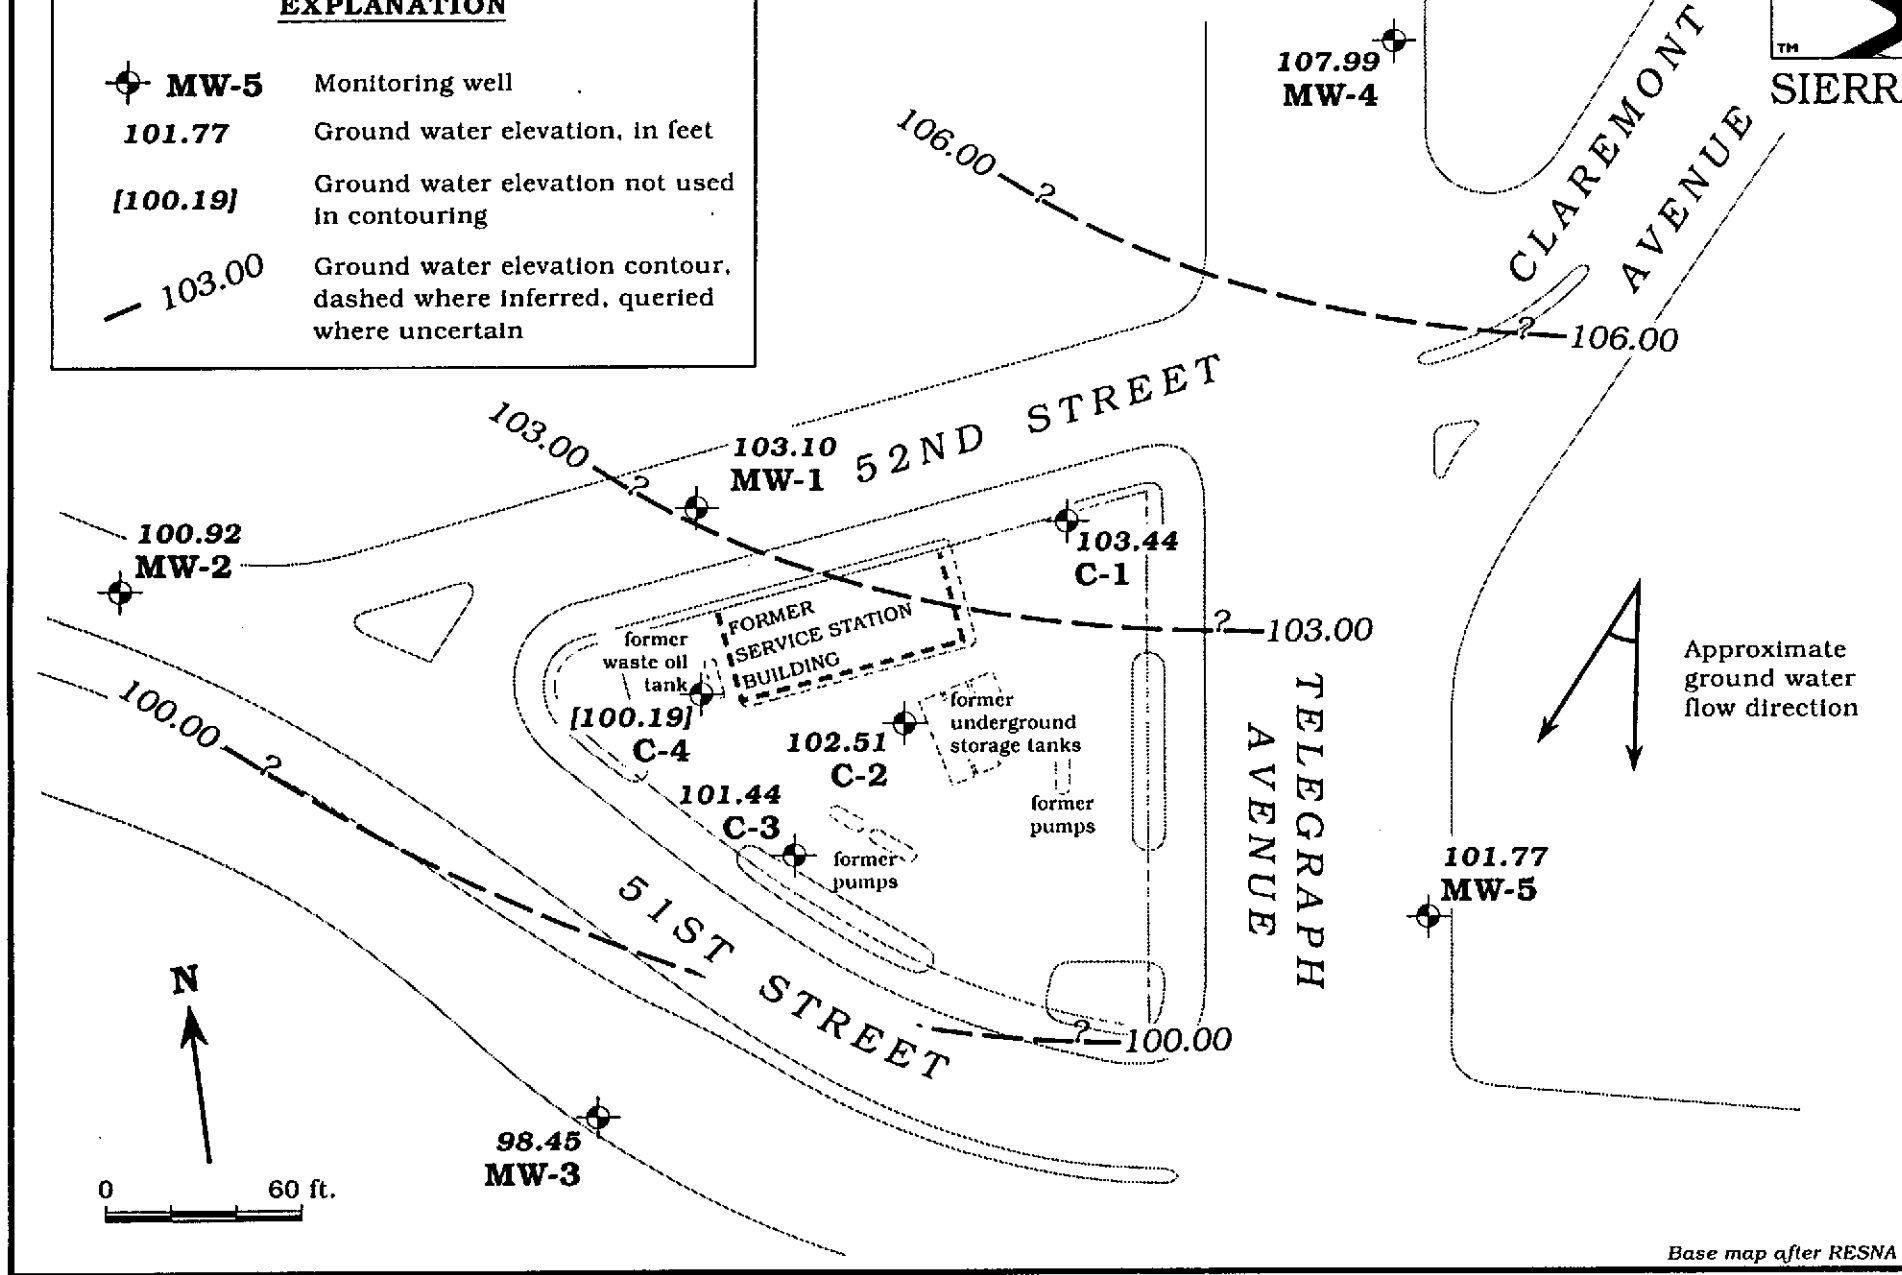 EXPLANATION
MW-5 Monitoring well
101.77 Ground water elevation, in feet
[100.19] Ground water elevation not used
in contouring
103.00 Ground water elevation contour,
dashed where inferred, queried
where uncertain
107.99
MW-4
TM
SIERR
CLAREMONT
AVENUE
106.00
?
?
106.00
52ND STREET
103.00
?
103.10
MW-1
100.92
MW-2
103.44
C-1
?
103.00
FORMER
SERVICE STATION
BUILDING
former
waste oil
tank
[100.19]
C-4
former
underground
storage tanks
102.51
C-2
former
pumps
101.44
C-3
former
pumps
TELEGRAPH
AVENUE
Approximate
ground water
flow direction
101.77
MW-5
100.00
?
51ST STREET
?
100.00
N
98.45
MW-3
0 60 ft.
Base map after RESNA